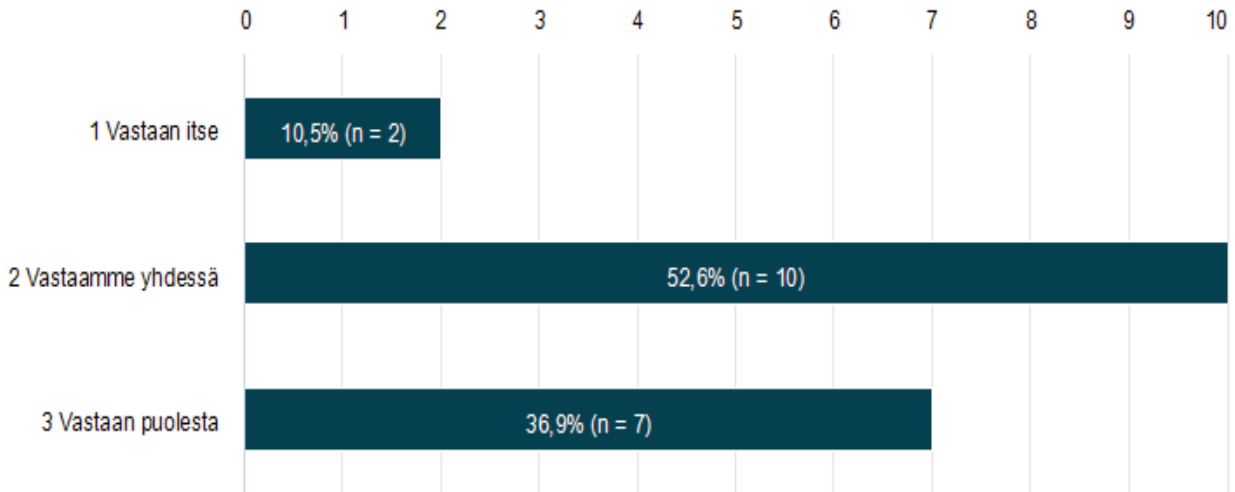 0 1 2 3 4 5 6 7 8 9 10
1 Vastaan itse 10,5% (n = 2)
2 Vastaamme yhdessä 52,6% (n = 10)
3 Vastaan puolesta 36,9% (n = 7)